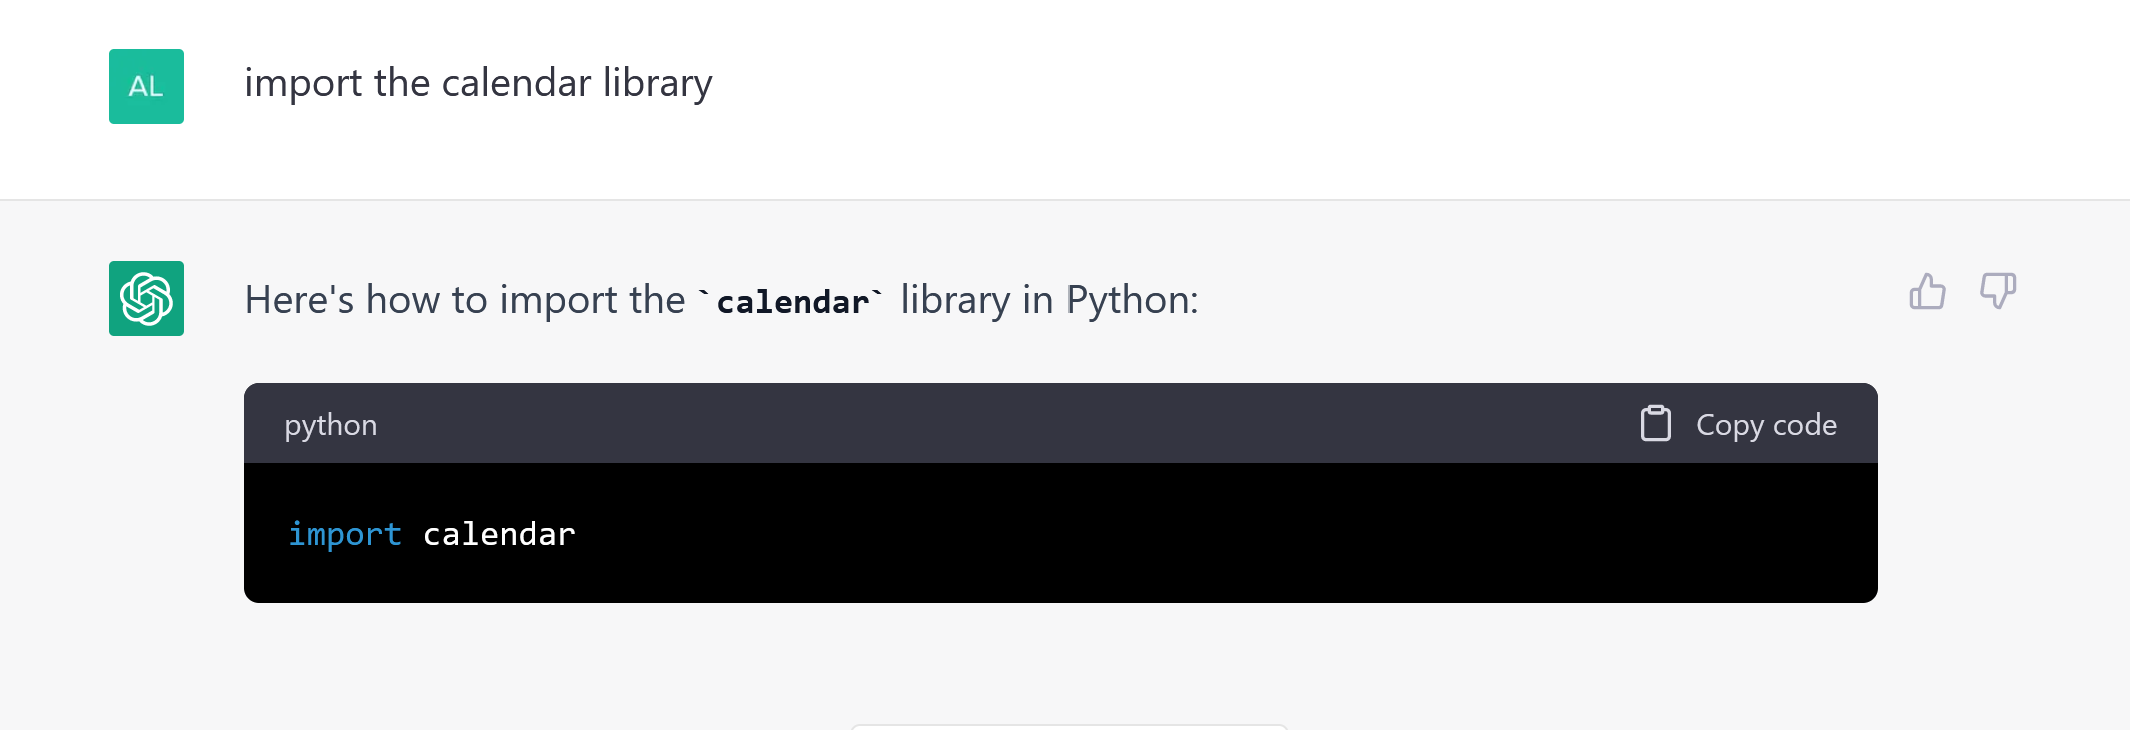 AL
import the calendar library
Here's how to import the `calendar` library in Python:
python
Copy code
import calendar